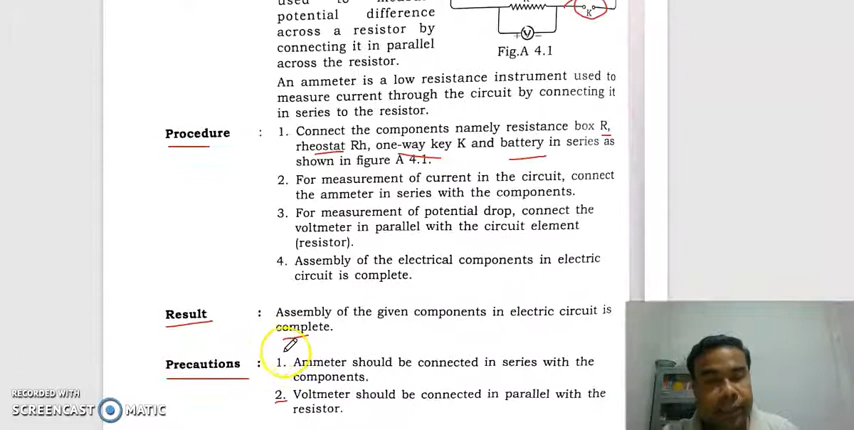 potential difference
across a resistor by
connecting it in parallel
across the resistor.
K
V
Fig.A 4.1
An ammeter is a low resistance instrument used to
measure current through the circuit by connecting it
in series to the resistor.
Procedure : 1. Connect the components namely resistance box R,
rheostat Rh, one-way key K and battery in series as
shown in figure A 4.1.
2. For measurement of current in the circuit, connect
the ammeter in series with the components.
3. For measurement of potential drop, connect the
voltmeter in parallel with the circuit element
(resistor).
4. Assembly of the electrical components in electric
circuit is complete.
Result : Assembly of the given components in electric circuit is
complete.
Precautions : 1. Ammeter should be connected in series with the
components.
2. Voltmeter should be connected in parallel with the
resistor.
RECORDED WITH
SCREENCAST MATIC